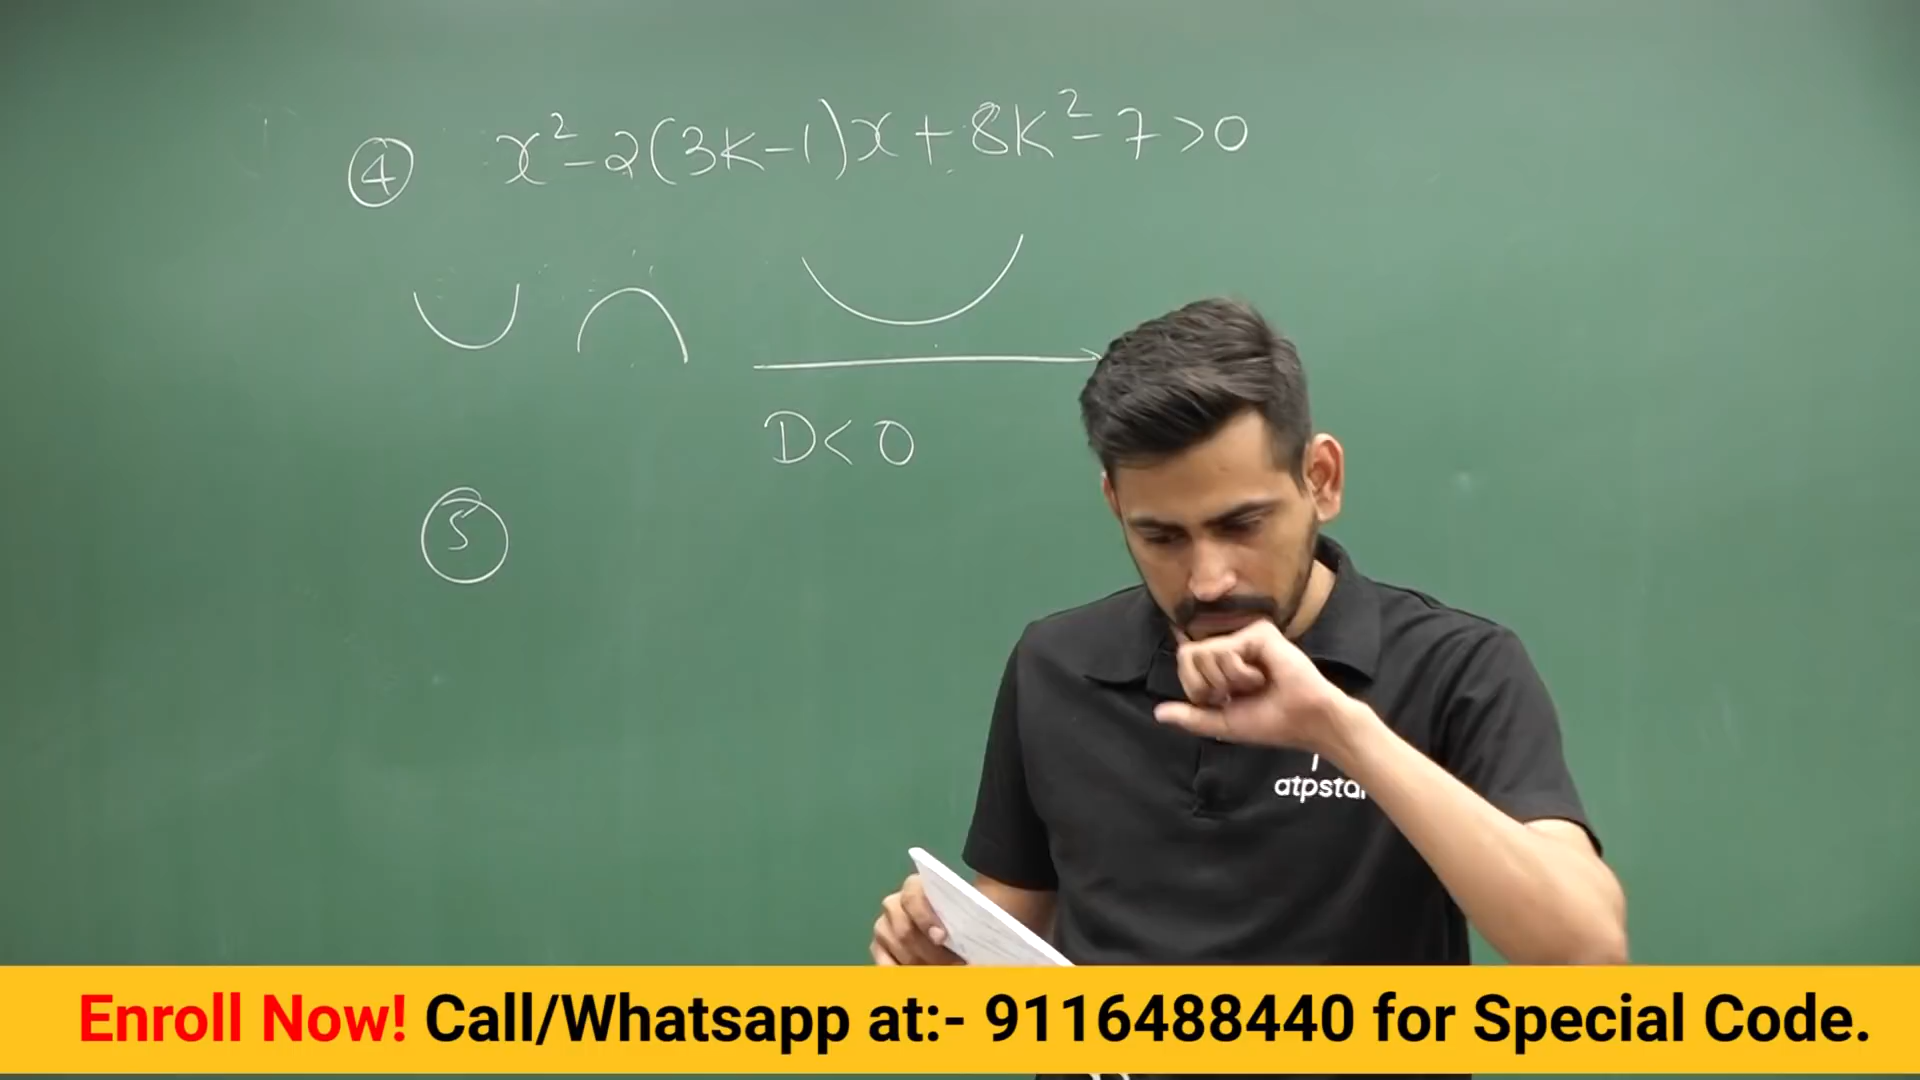 ④ x²-2(3k-1)x+8k²-7>0
D<0
⑤
atpstar
Enroll Now! Call/Whatsapp at:- 9116488440 for Special Code.